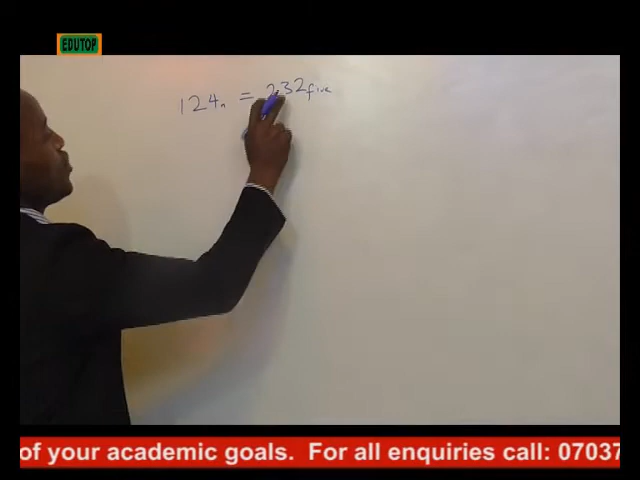 EDUTOP
124n = 232five
of your academic goals. For all enquiries call: 07037